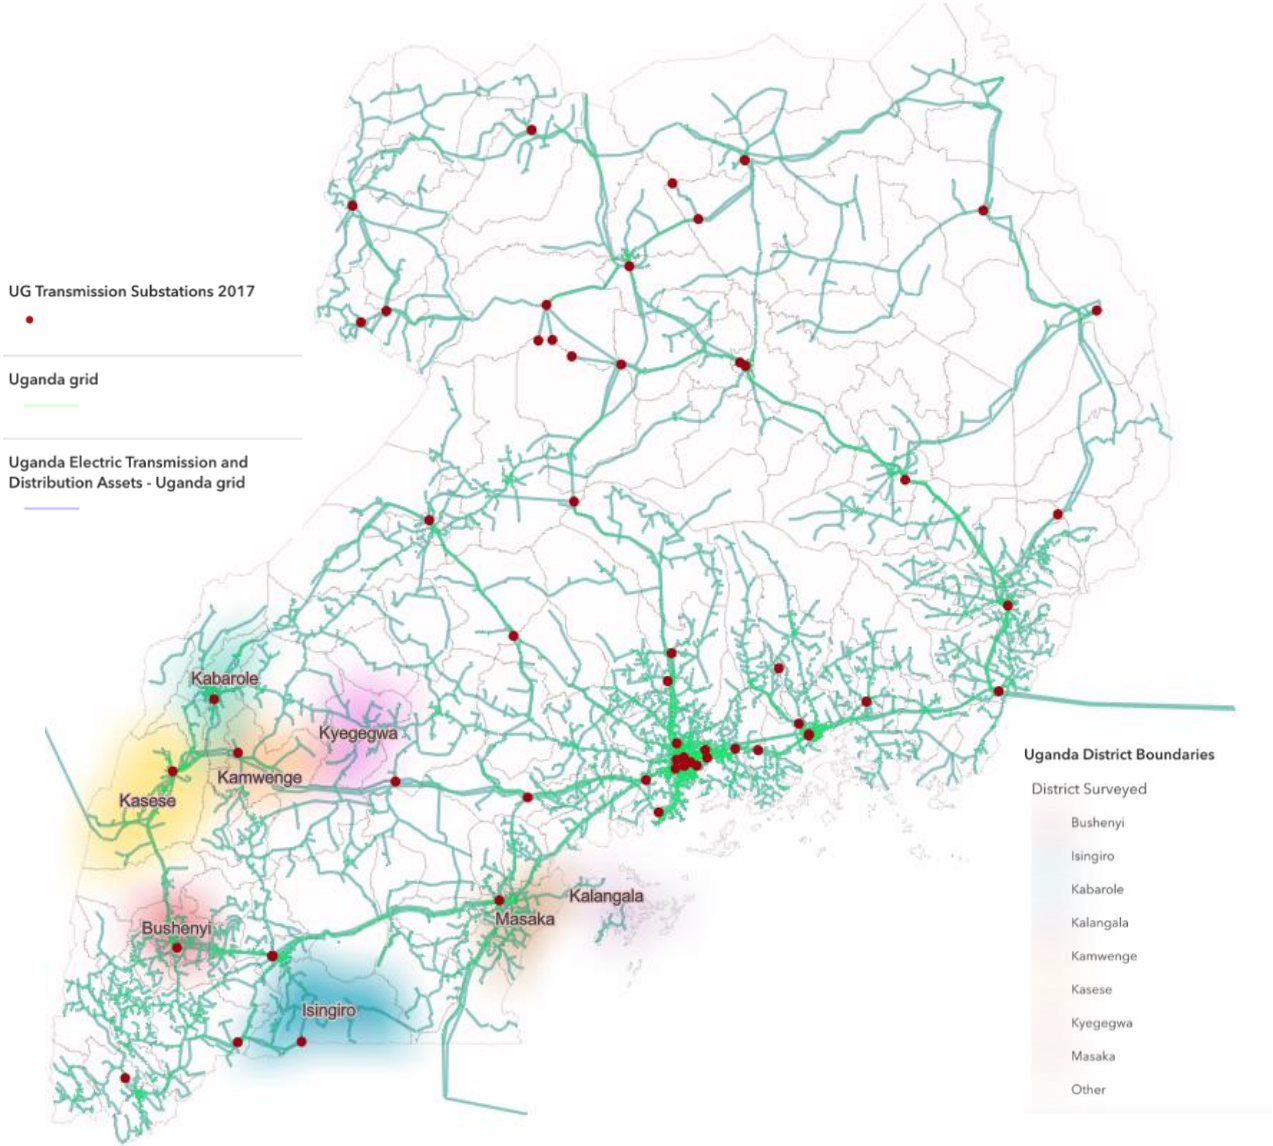 UG Transmission Substations 2017
Uganda grid
Uganda Electric Transmission and
Distribution Assets - Uganda grid
Kabarole
Kyegegwa
Kamwenge
Kasese
Kalangala
Masaka
Bushenyi
Isingiro
Uganda District Boundaries
District Surveyed
Bushenyi
Isingiro
Kabarole
Kalangala
Kamwenge
Kasese
Kyegegwa
Masaka
Other